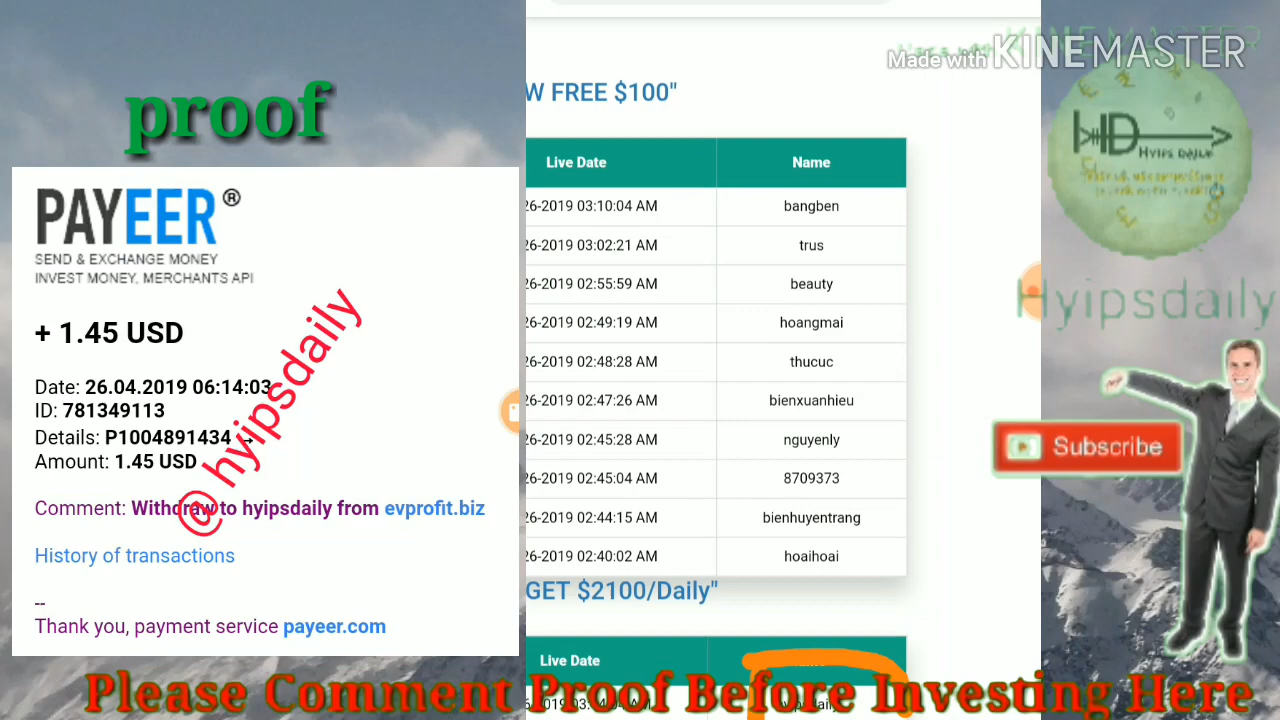 proof
PAYEER®
SEND & EXCHANGE MONEY
INVEST MONEY, MERCHANTS API
+ 1.45 USD
Date: 26.04.2019 06:14:03
ID: 781349113
Details: P1004891434 →
Amount: 1.45 USD
Comment: Withdraw to hyipsdaily from evprofit.biz
History of transactions
--
Thank you, payment service payeer.com
@ hyipsdaily
W FREE $100"
Live Date Name
26-2019 03:10:04 AM bangben
26-2019 03:02:21 AM trus
26-2019 02:55:59 AM beauty
26-2019 02:49:19 AM hoangmai
26-2019 02:48:28 AM thucuc
26-2019 02:47:26 AM bienxuanhieu
26-2019 02:45:28 AM nguyenly
26-2019 02:45:04 AM 8709373
26-2019 02:44:15 AM bienhuyentrang
26-2019 02:40:02 AM hoaihoai
GET $2100/Daily"
Live Date
Made with KINEMASTER
HD
HYIPS DAILY
Hyipsdaily
Subscribe
Please Comment Proof Before Investing Here